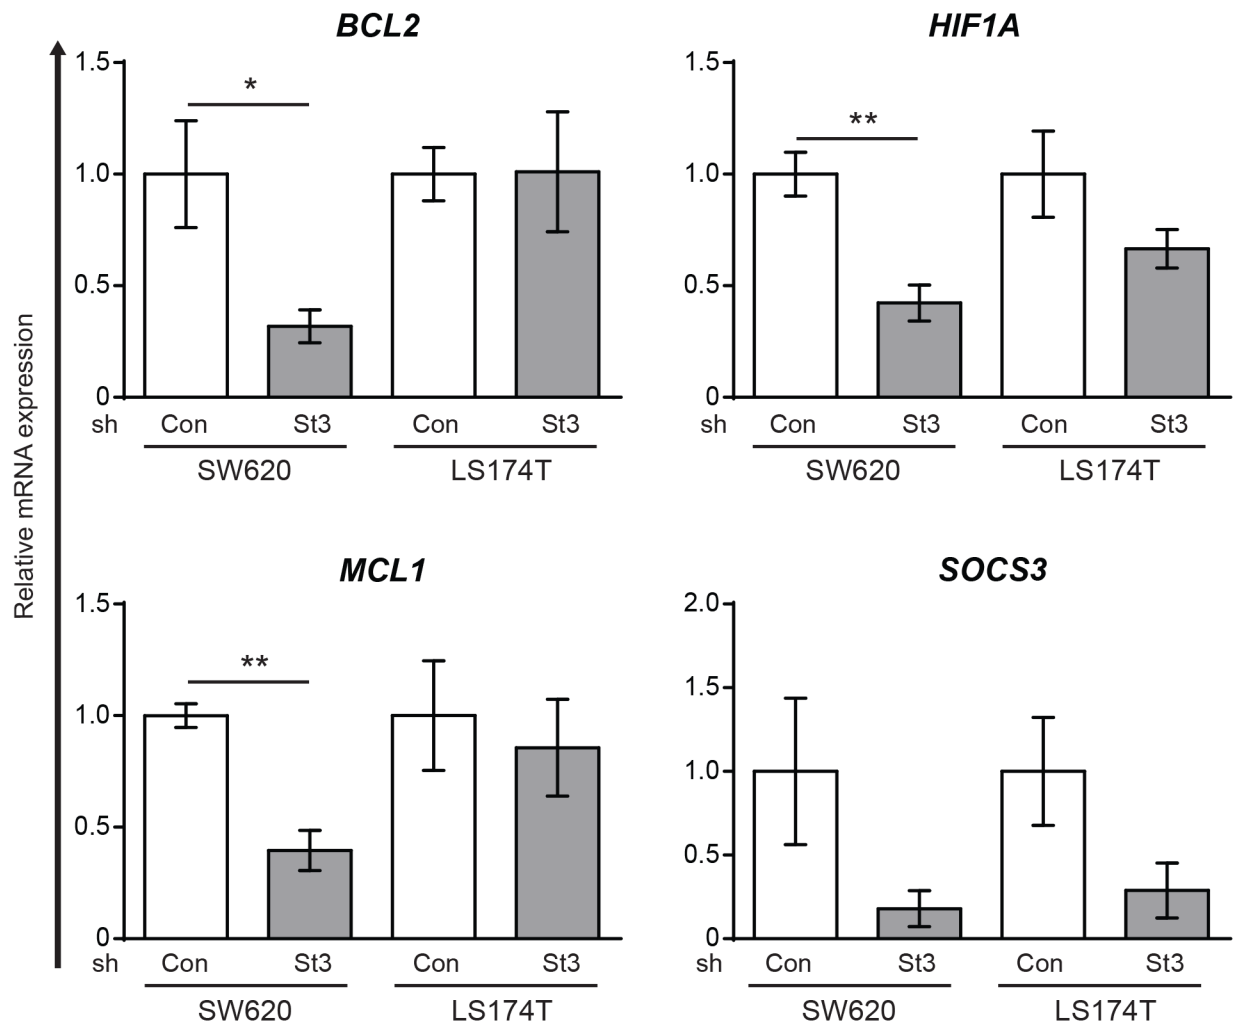 Relative mRNA expression
BCL2
1.5
1.0
0.5
0
*
sh Con St3 Con St3
SW620 LS174T
HIF1A
1.5
1.0
0.5
0
**
sh Con St3 Con St3
SW620 LS174T
MCL1
1.5
1.0
0.5
0
**
sh Con St3 Con St3
SW620 LS174T
SOCS3
2.0
1.5
1.0
0.5
0
sh Con St3 Con St3
SW620 LS174T